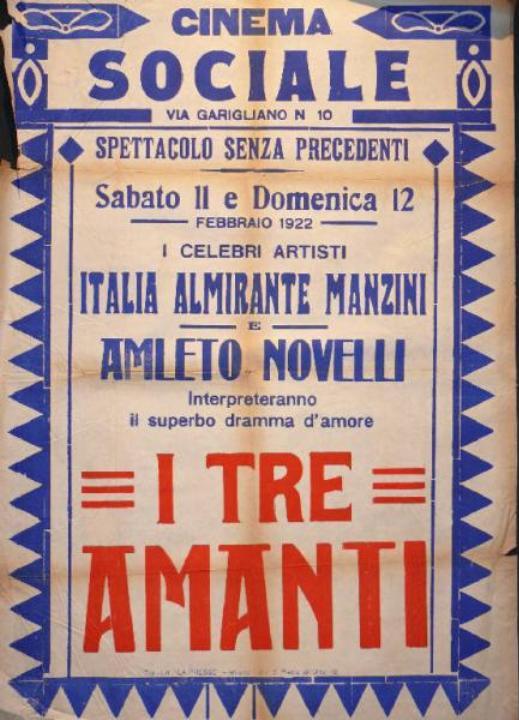 CINEMA
SOCIALE
VIA GARIGLIANO N 10
SPETTACOLO SENZA PRECEDENTI
Sabato 11 e Domenica 12
FEBBRAIO 1922
I CELEBRI ARTISTI
ITALIA ALMIRANTE MANZINI
E
AMLETO NOVELLI
Interpreteranno
il superbo dramma d'amore
I TRE
AMANTI